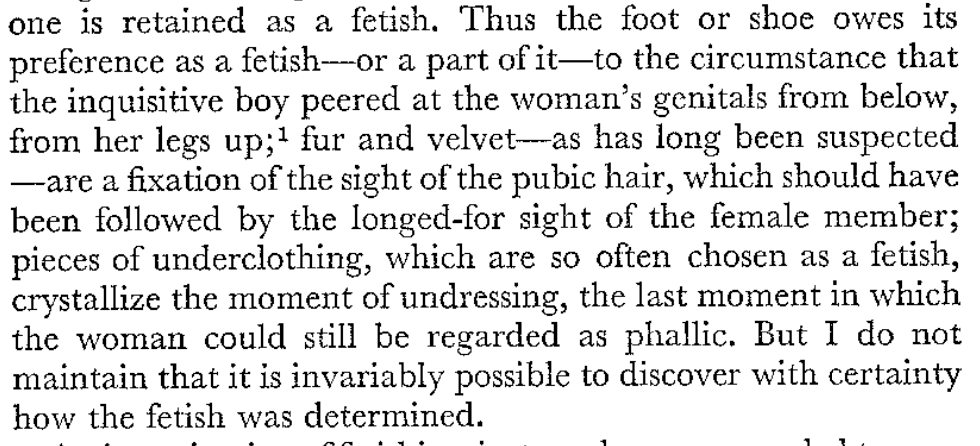 one is retained as a fetish. Thus the foot or shoe owes its
preference as a fetish—or a part of it—to the circumstance that
the inquisitive boy peered at the woman's genitals from below,
from her legs up;¹ fur and velvet—as has long been suspected
—are a fixation of the sight of the pubic hair, which should have
been followed by the longed-for sight of the female member;
pieces of underclothing, which are so often chosen as a fetish,
crystallize the moment of undressing, the last moment in which
the woman could still be regarded as phallic. But I do not
maintain that it is invariably possible to discover with certainty
how the fetish was determined.